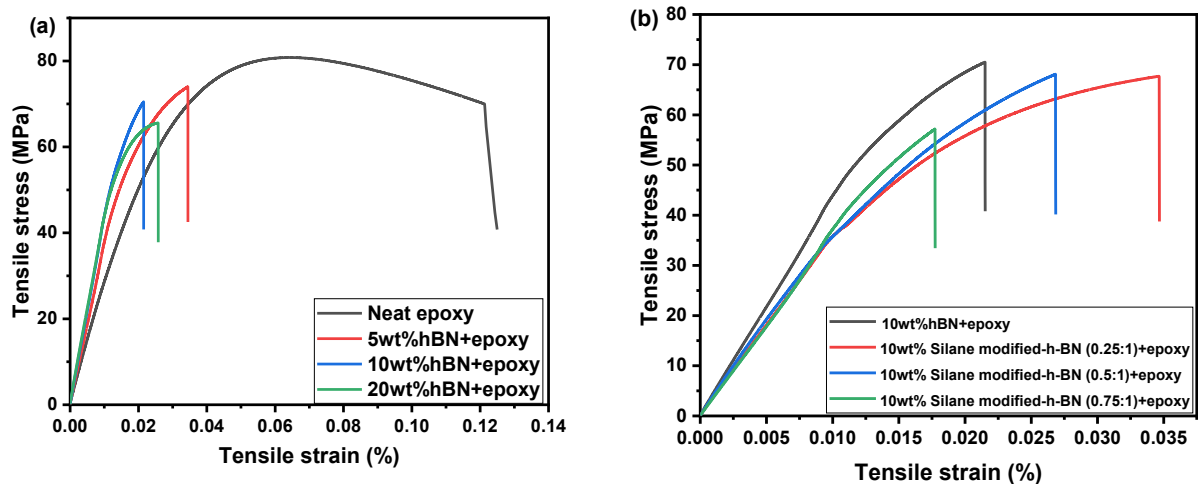 (a)
Tensile stress (MPa)
80
60
40
20
0
Neat epoxy
5wt%hBN+epoxy
10wt%hBN+epoxy
20wt%hBN+epoxy
0.00 0.02 0.04 0.06 0.08 0.10 0.12 0.14
Tensile strain (%)
(b)
Tensile stress (MPa)
80
70
60
50
40
30
20
10
0
10wt%hBN+epoxy
10wt% Silane modified-h-BN (0.25:1)+epoxy
10wt% Silane modified-h-BN (0.5:1)+epoxy
10wt% Silane modified-h-BN (0.75:1)+epoxy
0.000 0.005 0.010 0.015 0.020 0.025 0.030 0.035
Tensile strain (%)